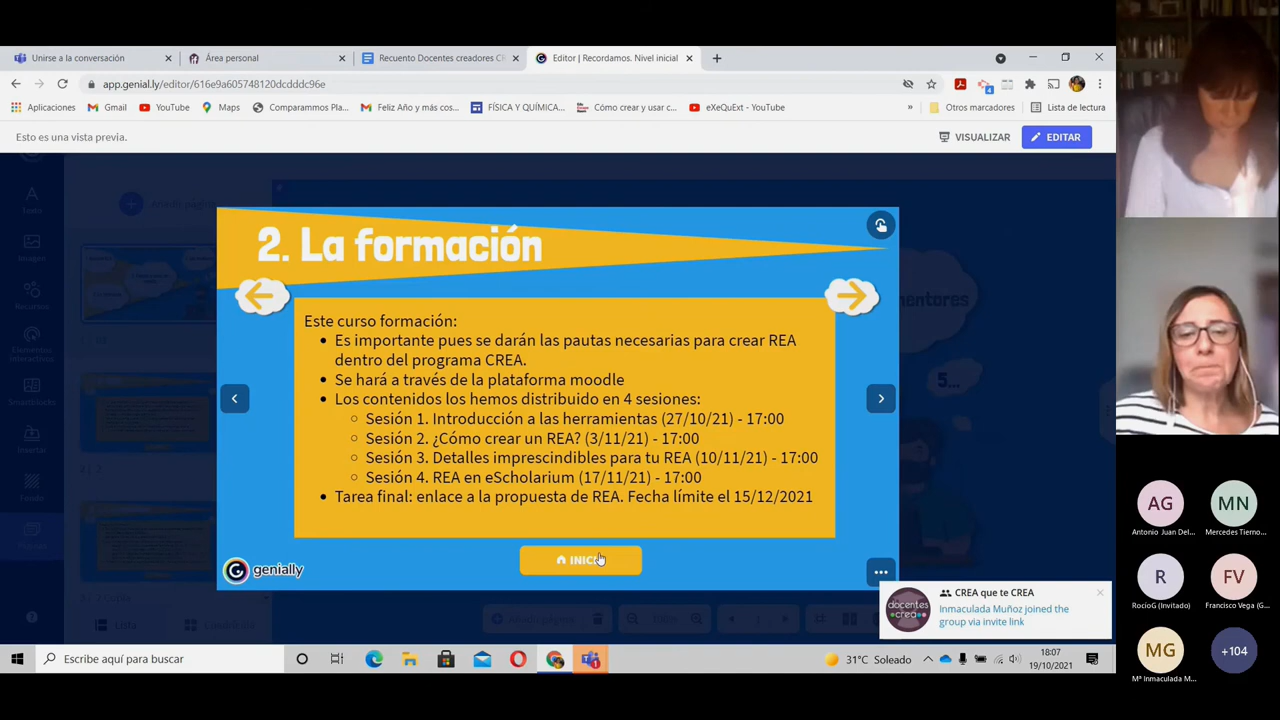 Unirse a la conversación
Área personal
Recuento Docentes creadores C
Editor | Recordamos. Nivel inicial
app.genial.ly/editor/616e9a605748120dcdddc96e
Aplicaciones
Gmail
YouTube
Maps
Comparammos Pla...
Feliz Año y más cos...
FÍSICA Y QUÍMICA...
Cómo crear y usar c...
eXeQuExt - YouTube
»
Otros marcadores
Lista de lectura
Esto es una vista previa.
VISUALIZAR
EDITAR
2. La formación
Este curso formación:
• Es importante pues se darán las pautas necesarias para crear REA
dentro del programa CREA.
• Se hará a través de la plataforma moodle
• Los contenidos los hemos distribuido en 4 sesiones:
○ Sesión 1. Introducción a las herramientas (27/10/21) - 17:00
○ Sesión 2. ¿Cómo crear un REA? (3/11/21) - 17:00
○ Sesión 3. Detalles imprescindibles para tu REA (10/11/21) - 17:00
○ Sesión 4. REA en eScholarium (17/11/21) - 17:00
• Tarea final: enlace a la propuesta de REA. Fecha límite el 15/12/2021
INICI
genially
5...
CREA que te CREA
Inmaculada Muñoz joined the
group via invite link
docentes
crea
Lista
Escribe aquí para buscar
31°C Soleado
18:07
19/10/2021
AG
Antonio Juan Del...
MN
Mercedes Tierno...
R
RocíoG (Invitado)
FV
Francisco Vega (G...
MG
Mª Inmaculada M...
+104